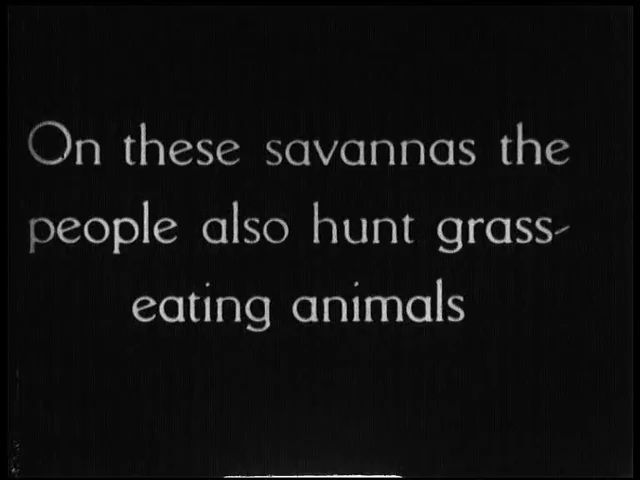 On these savannas the
people also hunt grass-
eating animals